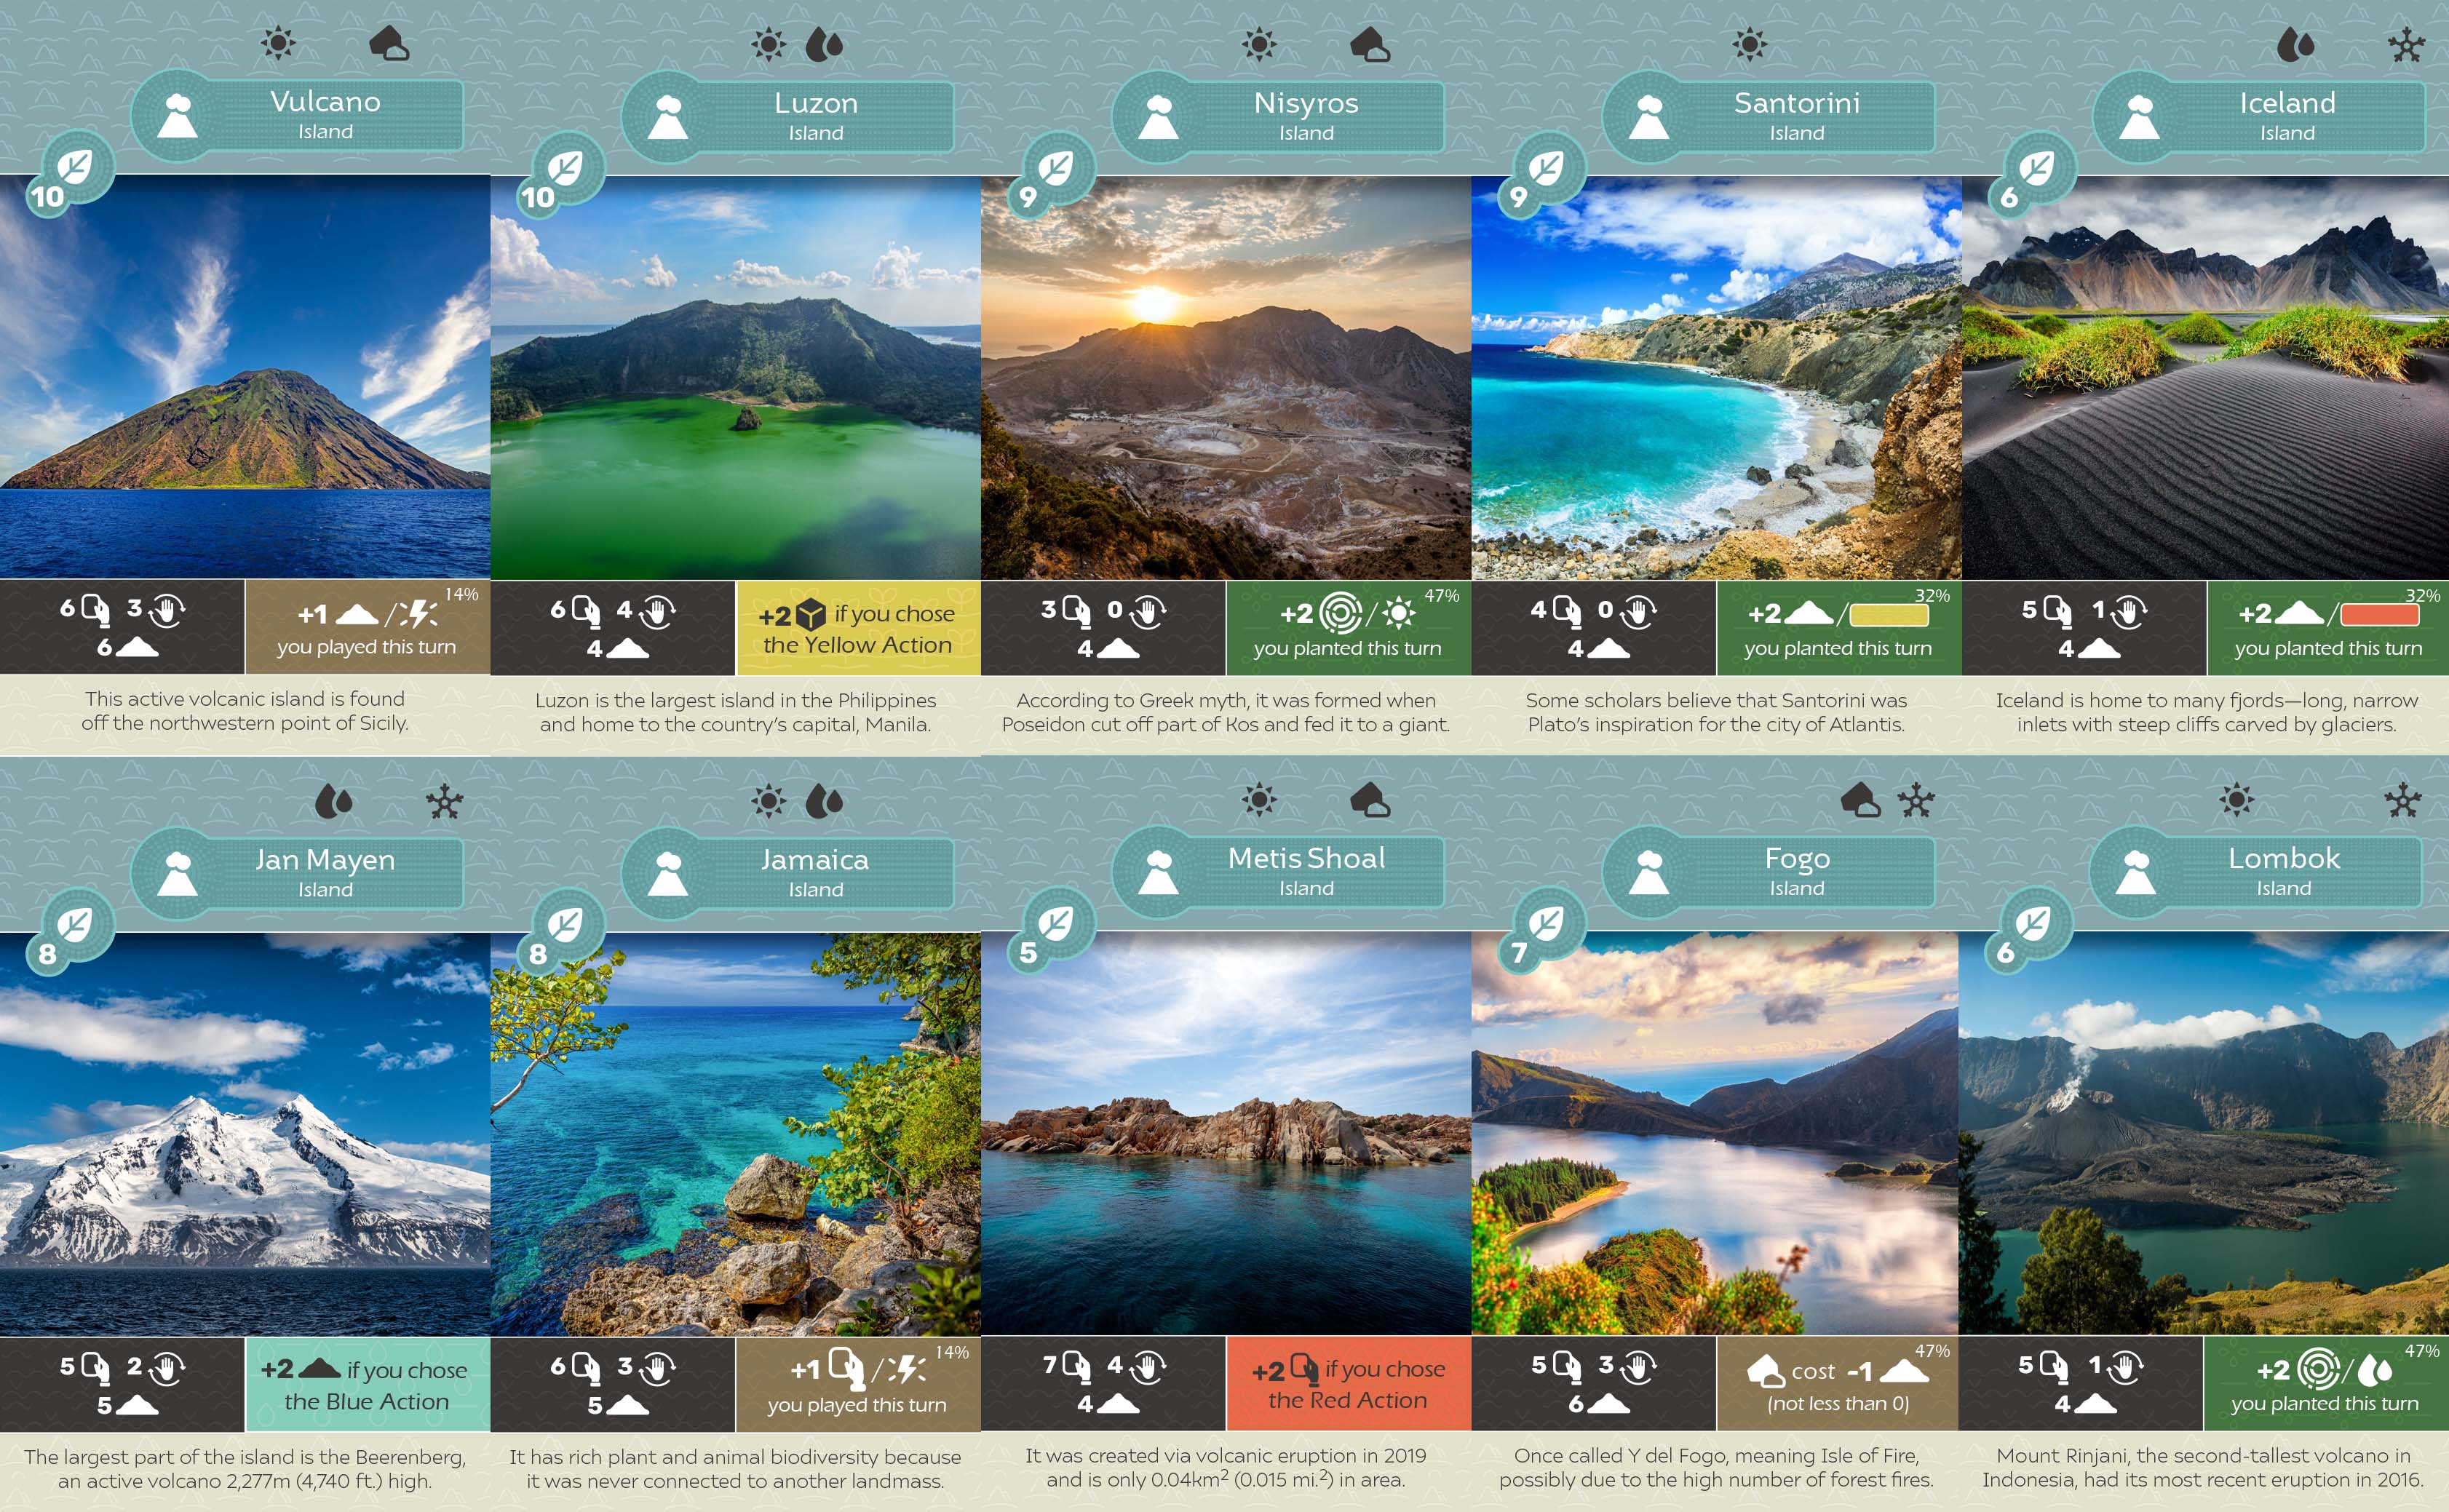 Vulcano
Island
10
6 3
6
14%
+1 /
you played this turn
This active volcanic island is found
off the northwestern point of Sicily.
Luzon
Island
10
6 4
4
+2 if you chose
the Yellow Action
Luzon is the largest island in the Philippines
and home to the country's capital, Manila.
Nisyros
Island
9
3 0
4
47%
+2 /
you planted this turn
According to Greek myth, it was formed when
Poseidon cut off part of Kos and fed it to a giant.
Santorini
Island
9
4 0
4
32%
+2 /
you planted this turn
Some scholars believe that Santorini was
Plato's inspiration for the city of Atlantis.
Iceland
Island
6
5 1
4
32%
+2 /
you planted this turn
Iceland is home to many fjords—long, narrow
inlets with steep cliffs carved by glaciers.
Jan Mayen
Island
8
5 2
5
+2 if you chose
the Blue Action
The largest part of the island is the Beerenberg,
an active volcano 2,277m (4,740 ft.) high.
Jamaica
Island
8
6 3
5
14%
+1 /
you played this turn
It has rich plant and animal biodiversity because
it was never connected to another landmass.
Metis Shoal
Island
5
7 4
4
+2 if you chose
the Red Action
It was created via volcanic eruption in 2019
and is only 0.04km² (0.015 mi.²) in area.
Fogo
Island
7
5 3
6
47%
cost -1
(not less than 0)
Once called Y del Fogo, meaning Isle of Fire,
possibly due to the high number of forest fires.
Lombok
Island
6
5 1
4
47%
+2 /
you planted this turn
Mount Rinjani, the second-tallest volcano in
Indonesia, had its most recent eruption in 2016.